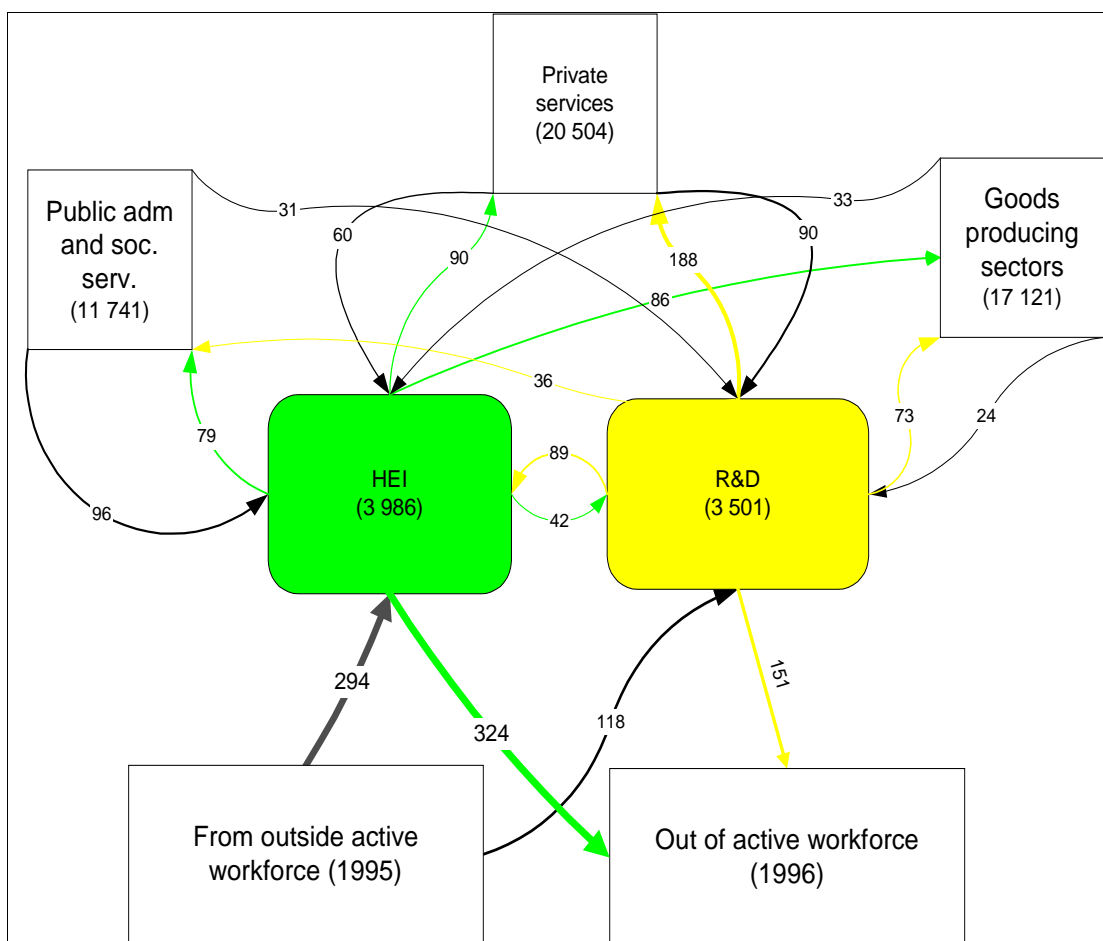 Private
services
(20 504)
Public adm
and soc.
serv.
(11 741)
Goods
producing
sectors
(17 121)
31
33
60
90
90
188
86
36
79
73
24
89
96
42
HEI
(3 986)
R&D
(3 501)
294
324
118
151
From outside active
workforce (1995)
Out of active workforce
(1996)